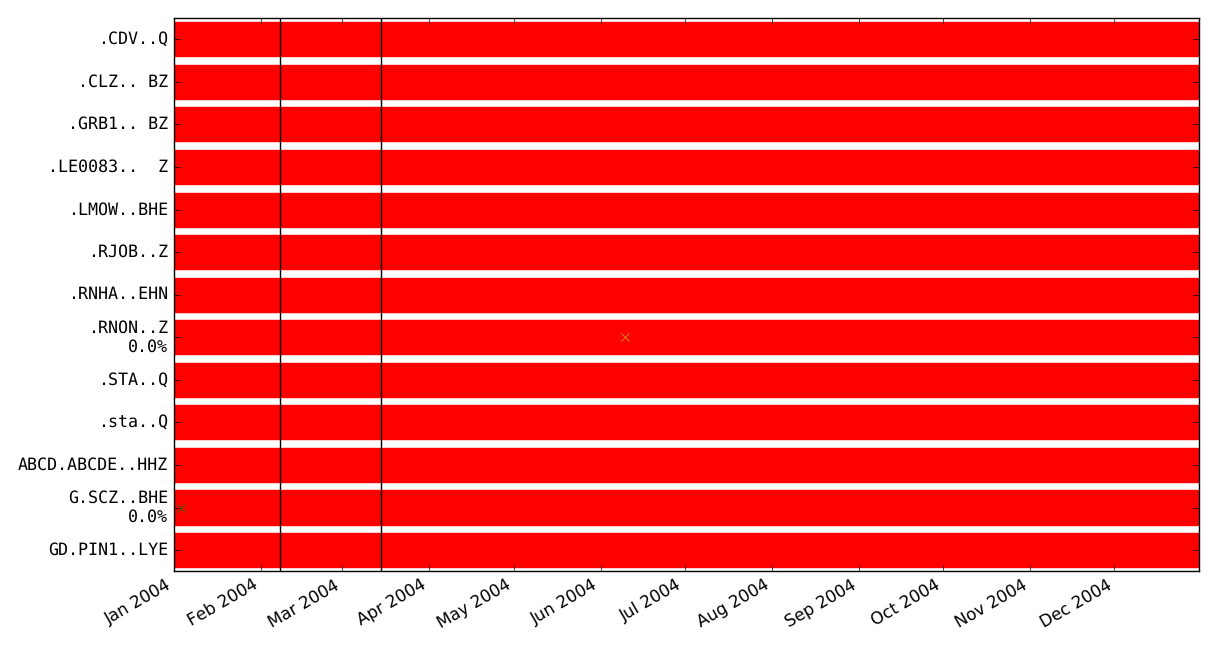 .CDV..Q
.CLZ.. BZ
.GRB1.. BZ
.LE0083..  Z
.LMOW..BHE
.RJOB..Z
.RNHA..EHN
.RNON..Z
0.0%
.STA..Q
.sta..Q
ABCD.ABCDE..HHZ
G.SCZ..BHE
0.0%
GD.PIN1..LYE
Jan 2004
Feb 2004
Mar 2004
Apr 2004
May 2004
Jun 2004
Jul 2004
Aug 2004
Sep 2004
Oct 2004
Nov 2004
Dec 2004